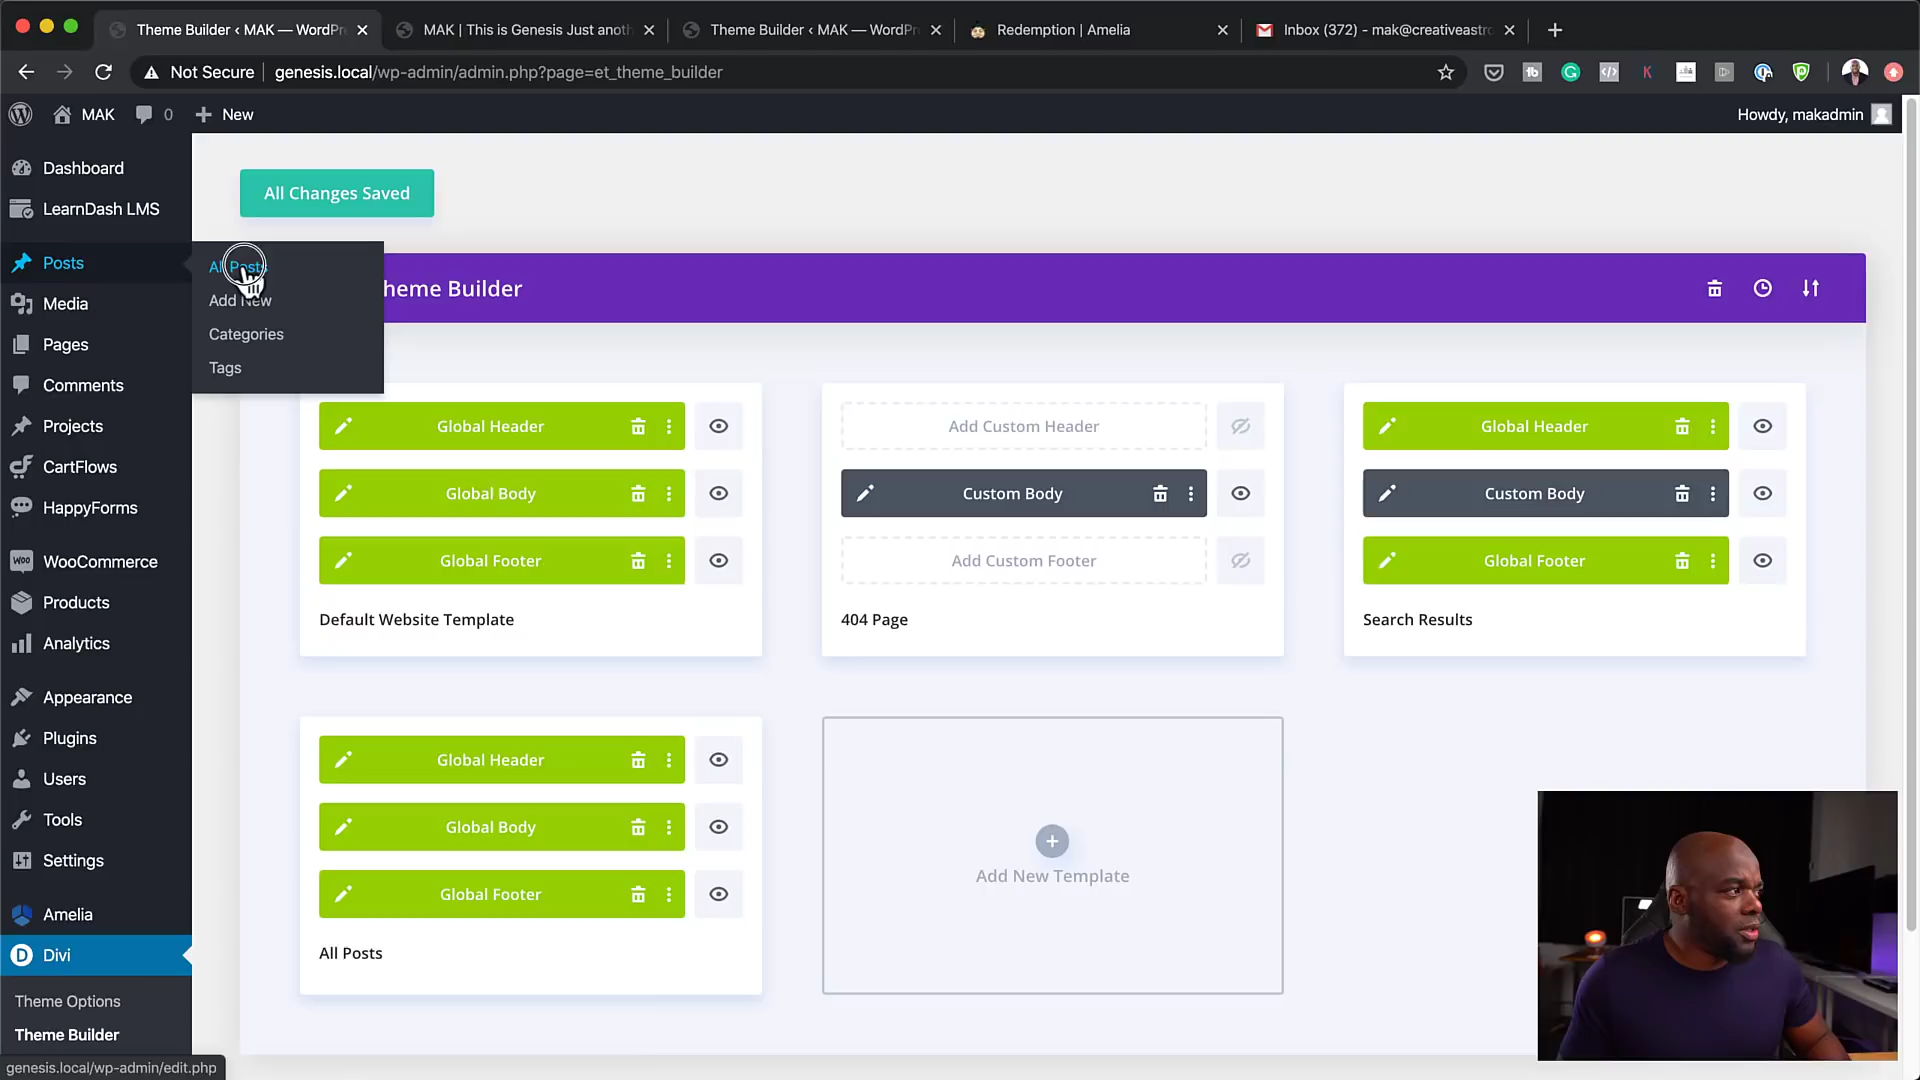 Theme Builder ‹ MAK — WordPr
MAK | This is Genesis Just anoth
Theme Builder ‹ MAK — WordPr
Redemption | Amelia
Inbox (372) - mak@creativeastro
Not Secure
genesis.local/wp-admin/admin.php?page=et_theme_builder
MAK
0
New
Howdy, makadmin
Dashboard
LearnDash LMS
Posts
Media
Pages
Comments
Projects
CartFlows
HappyForms
WooCommerce
Products
Analytics
Appearance
Plugins
Users
Tools
Settings
Amelia
Divi
Theme Options
Theme Builder
genesis.local/wp-admin/edit.php
All Posts
Add New
Categories
Tags
All Changes Saved
heme Builder
Global Header
Global Body
Global Footer
Default Website Template
Add Custom Header
Custom Body
Add Custom Footer
404 Page
Global Header
Custom Body
Global Footer
Search Results
Global Header
Global Body
Global Footer
All Posts
Add New Template